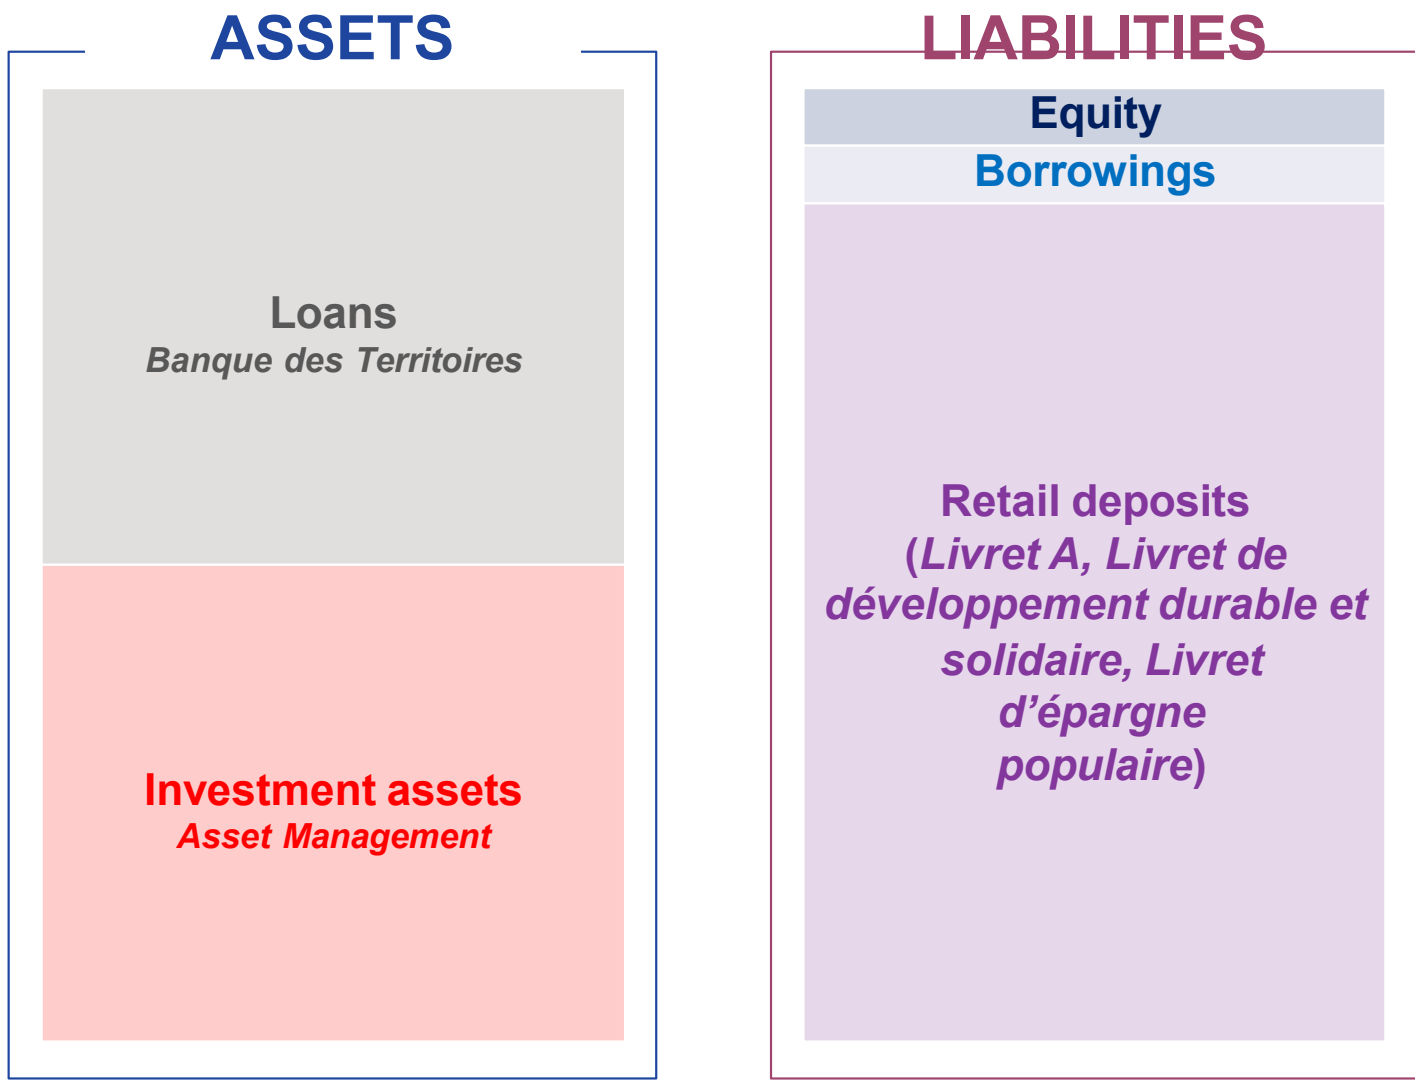 ASSETS
Loans
Banque des Territoires
Investment assets
Asset Management
LIABILITIES
Equity
Borrowings
Retail deposits
(Livret A, Livret de
développement durable et
solidaire, Livret
d’épargne
populaire)